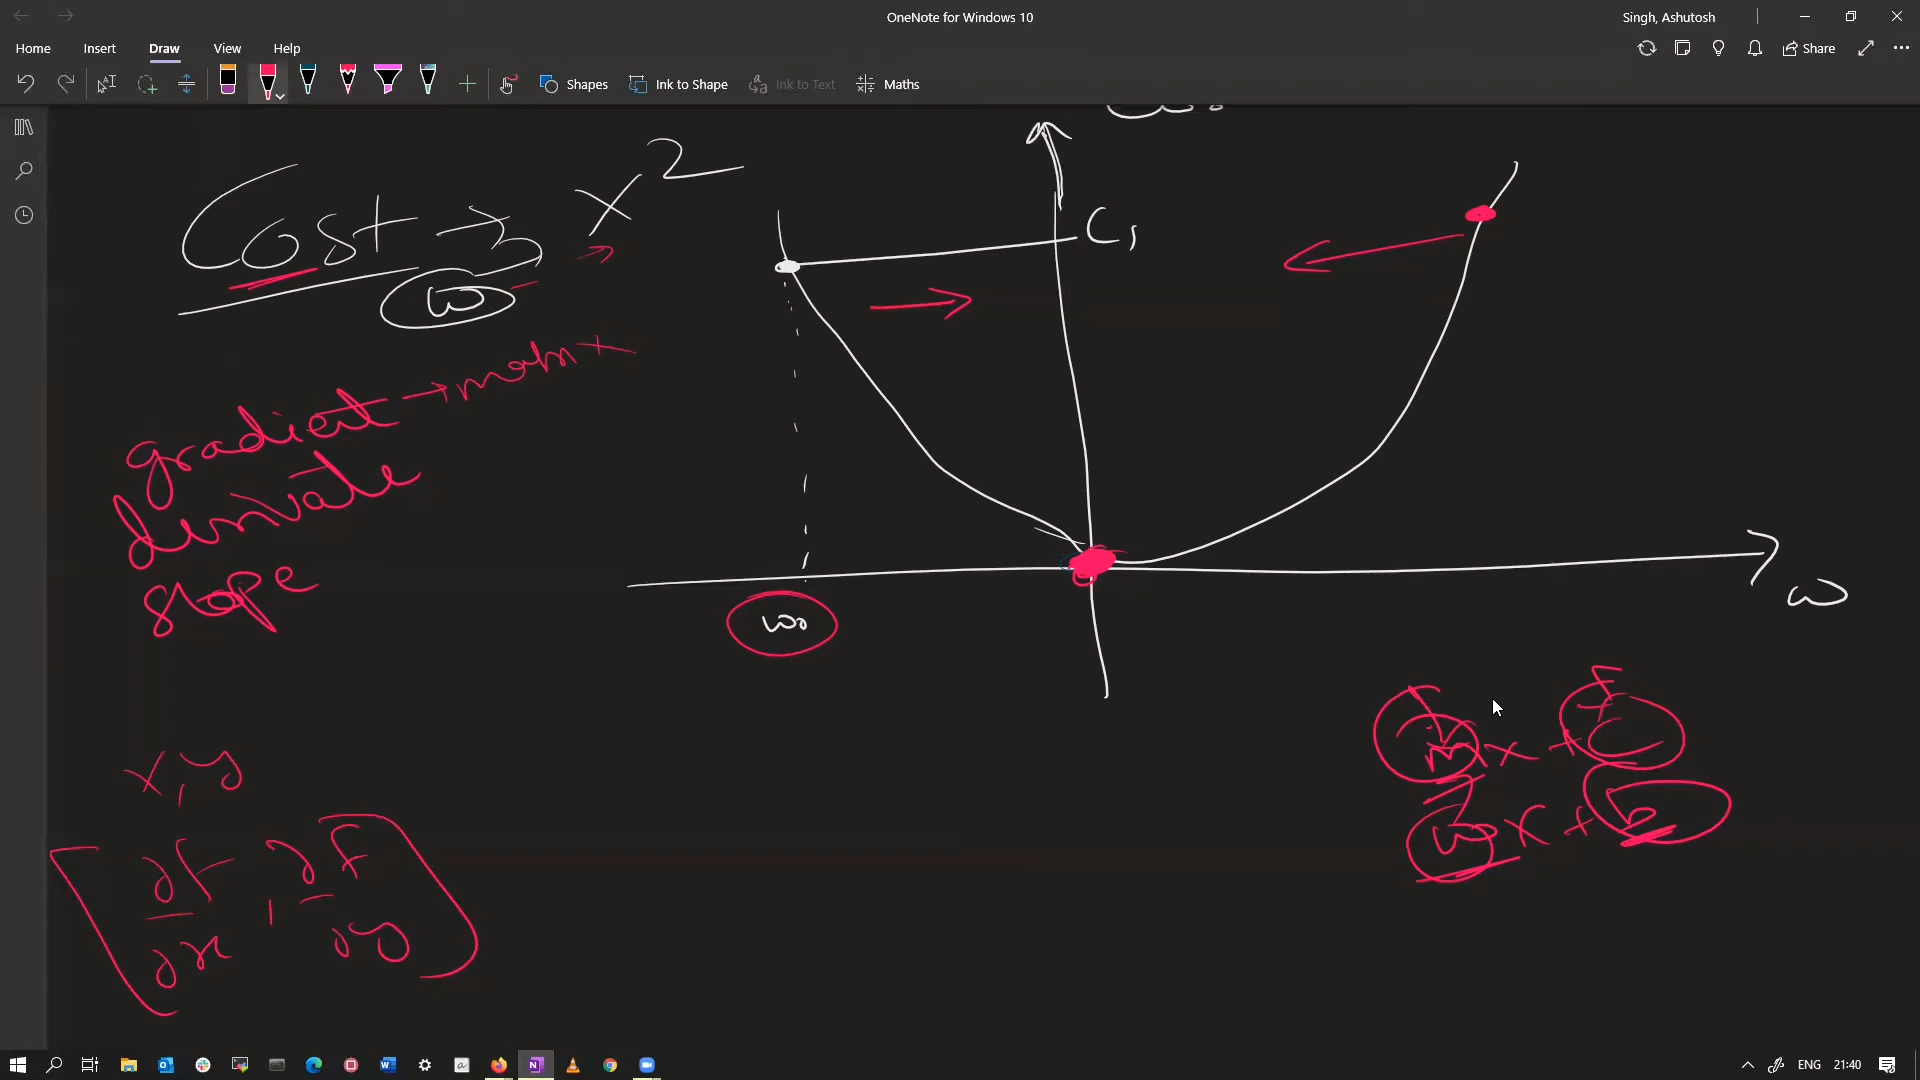 OneNote for Windows 10
Singh, Ashutosh
Home Insert Draw View Help
Share
Shapes Ink to Shape Ink to Text Maths
Cost → x²
w
C₁
gradient → matrix
derivate
slope
w₀
w
mx + C
wx + b
x, y
∂f/∂x , ∂f/∂y
ENG 21:40